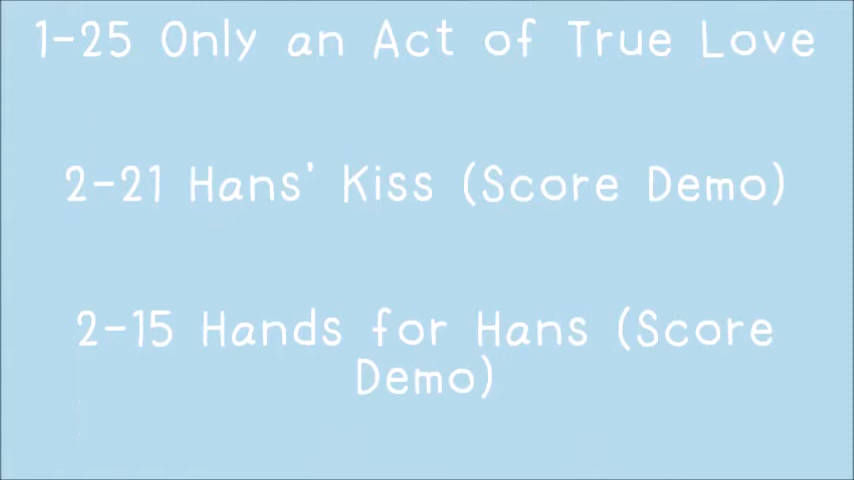 1-25 Only an Act of True Love
2-21 Hans' Kiss (Score Demo)
2-15 Hands for Hans (Score
Demo)